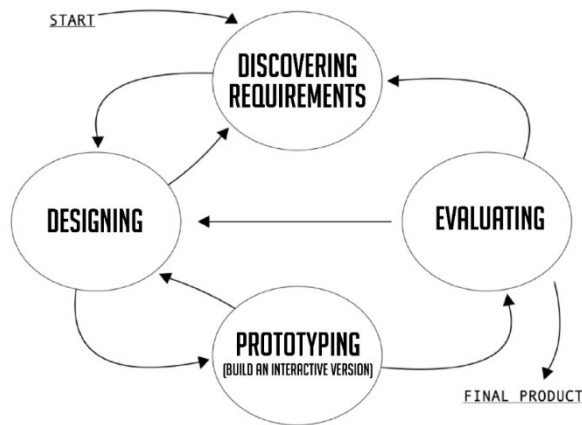 START
DISCOVERING
REQUIREMENTS
DESIGNING
EVALUATING
PROTOTYPING
(BUILD AN INTERACTIVE VERSION)
FINAL PRODUCT